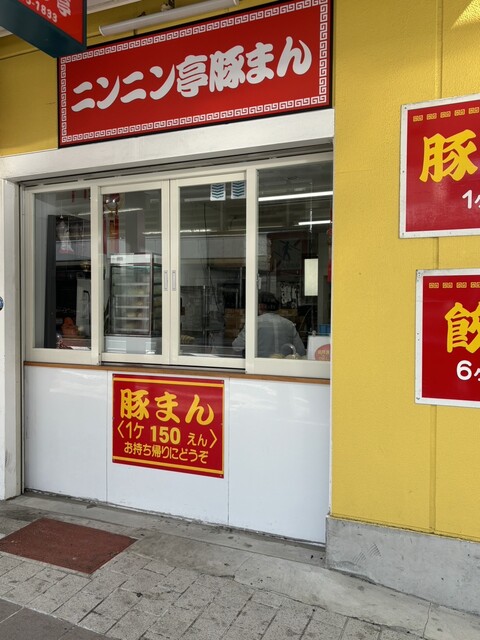 ニンニン亭豚まん
豚
1ケ
餃
6ケ
豚まん
〈1ケ 150 えん〉
お持ち帰りにどうぞ